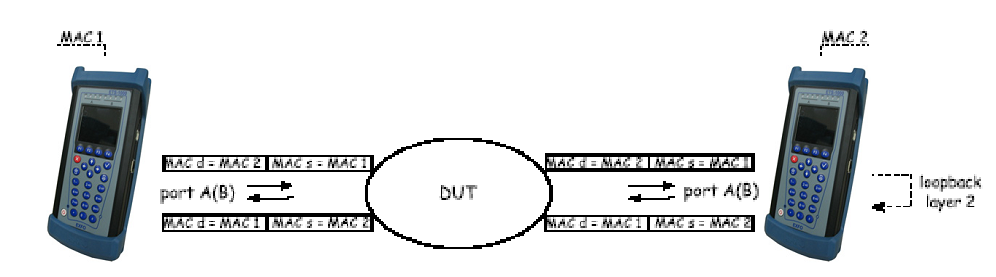 MAC 1
MAC 2
MAC d = MAC 2 MAC s = MAC 1
MAC d = MAC 2 MAC s = MAC 1
port A(B)
DUT
port A(B)
loopback
layer 2
MAC d = MAC 1 MAC s = MAC 2
MAC d = MAC 1 MAC s = MAC 2